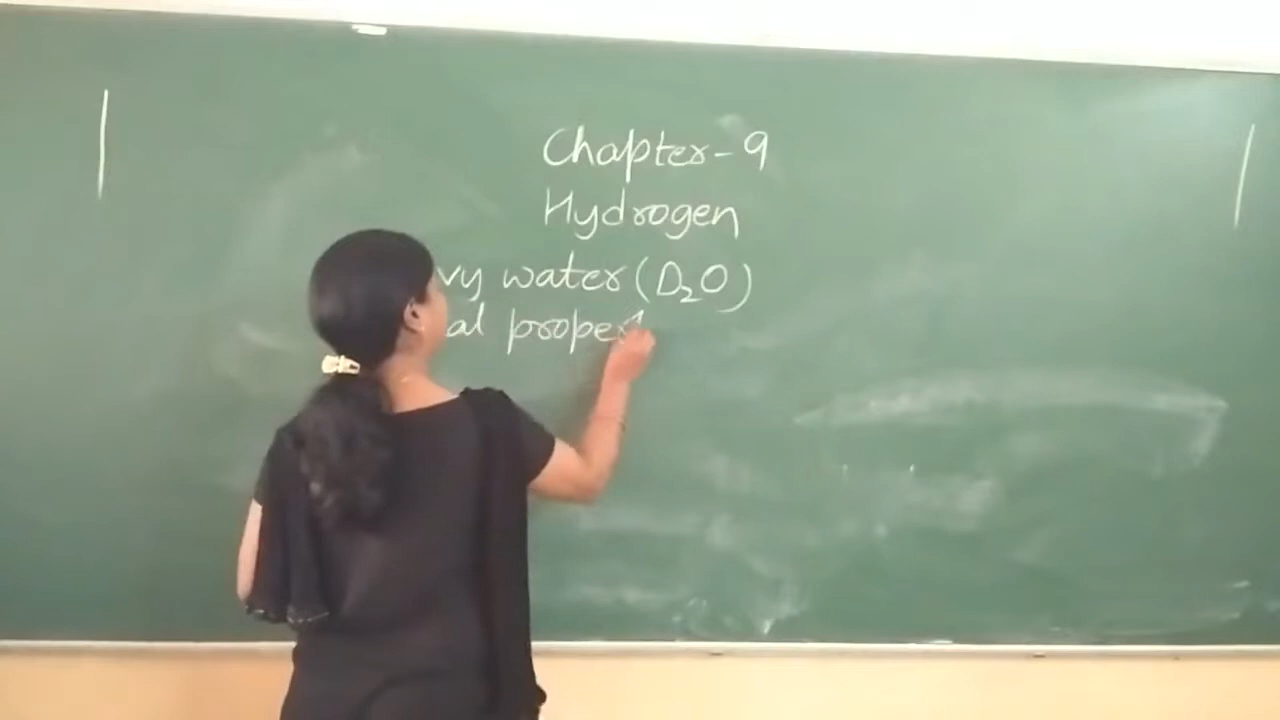 Chapter-9
Hydrogen
vy water (D₂O)
al proper